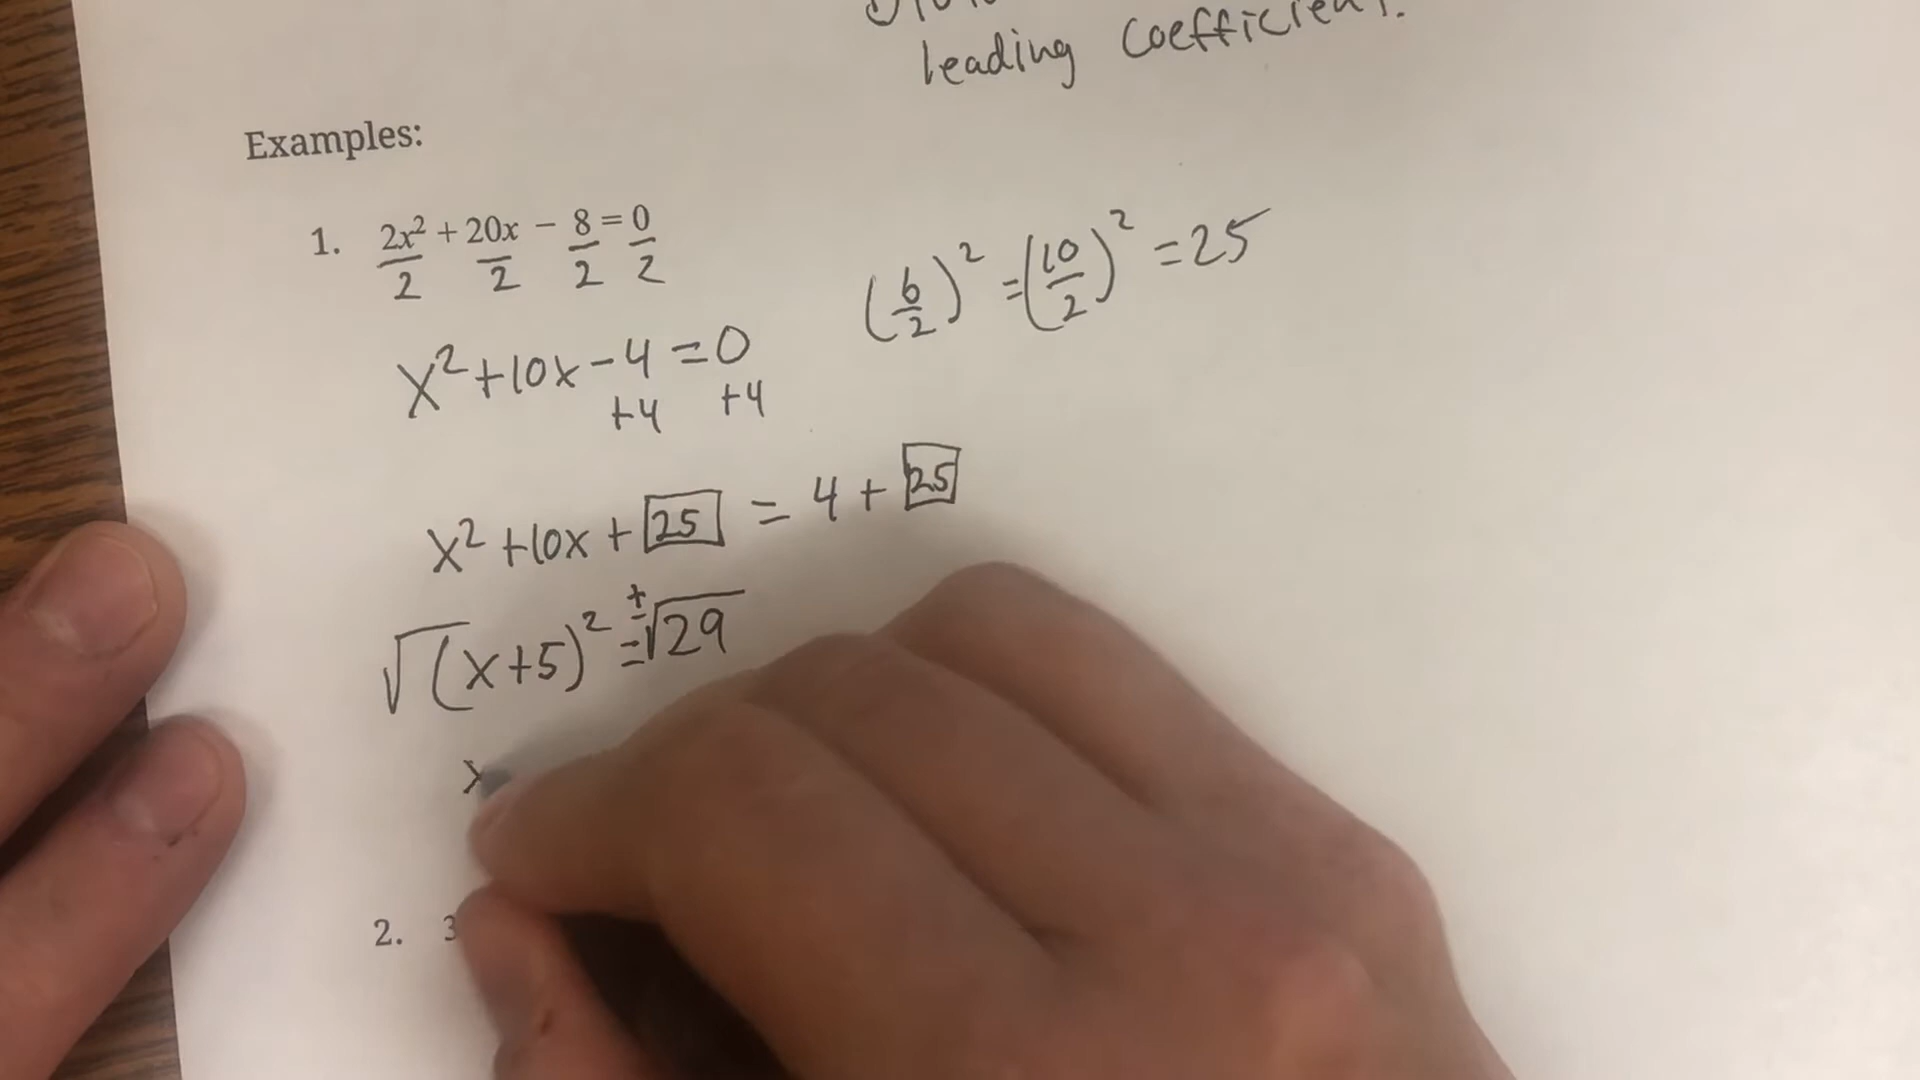 leading coefficient.
Examples:
1. 2x²/2 + 20x/2 - 8/2 = 0/2
(b/2)² = (10/2)² = 25
x² + 10x - 4 = 0
+4 +4
x² + 10x + 25 = 4 + 25
√(x+5)² = ±√29
x
2. 3